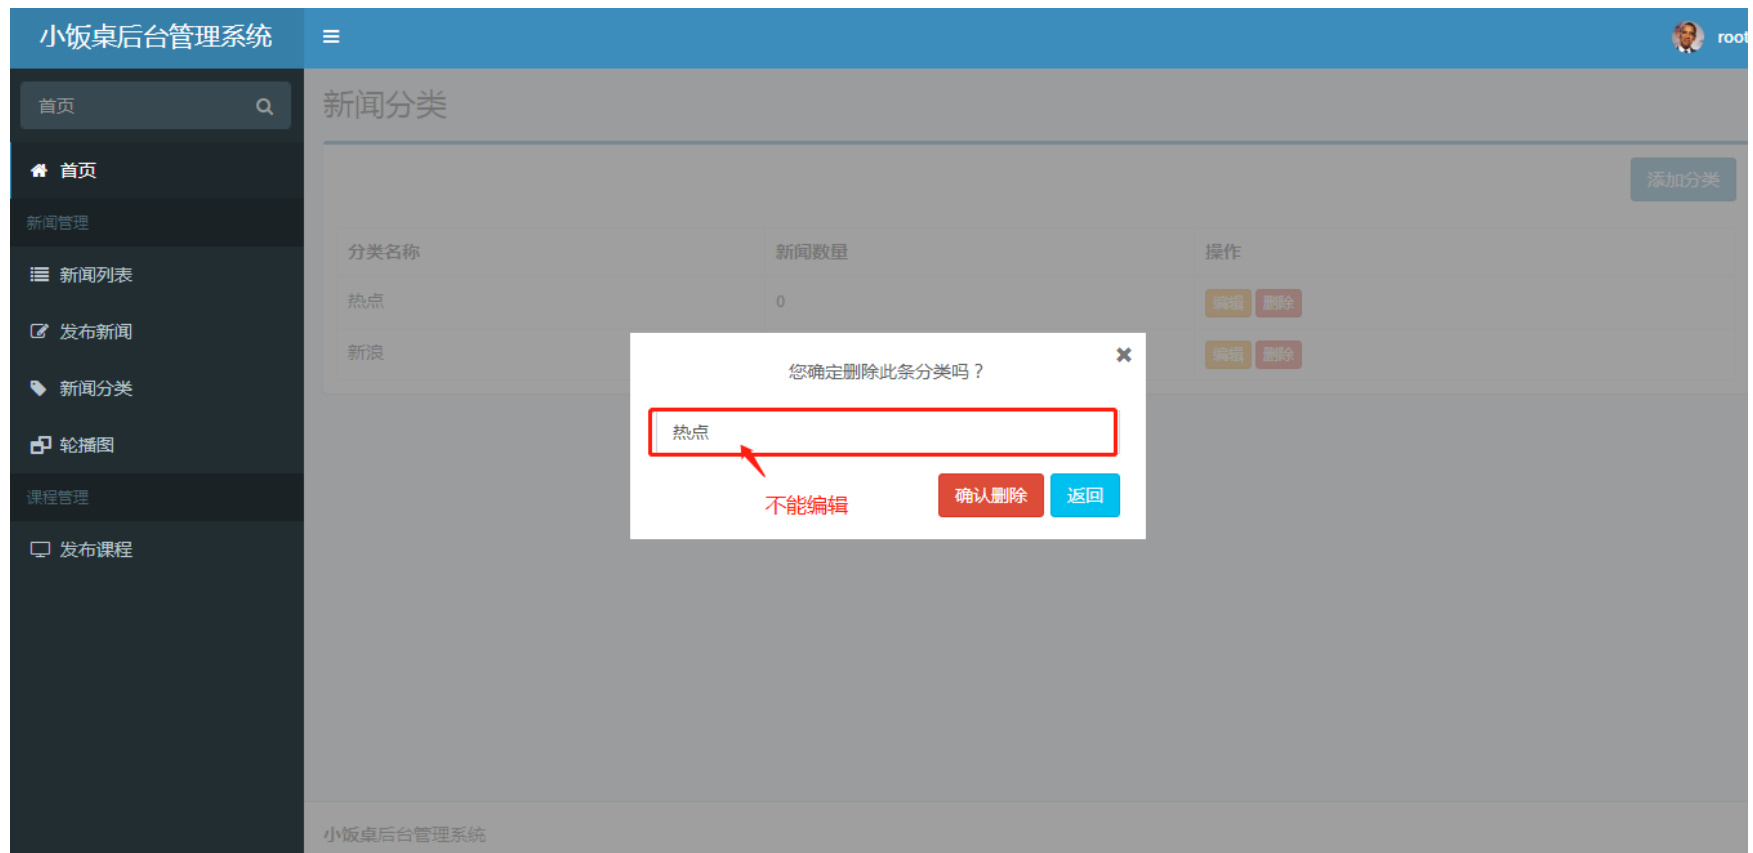 小饭桌后台管理系统
root
首页
新闻分类
首页
添加分类
新闻管理
分类名称 新闻数量 操作
新闻列表
热点 0 编辑 删除
发布新闻
新浪 编辑 删除
您确定删除此条分类吗？
新闻分类
热点
轮播图
课程管理
不能编辑
确认删除 返回
发布课程
小饭桌后台管理系统